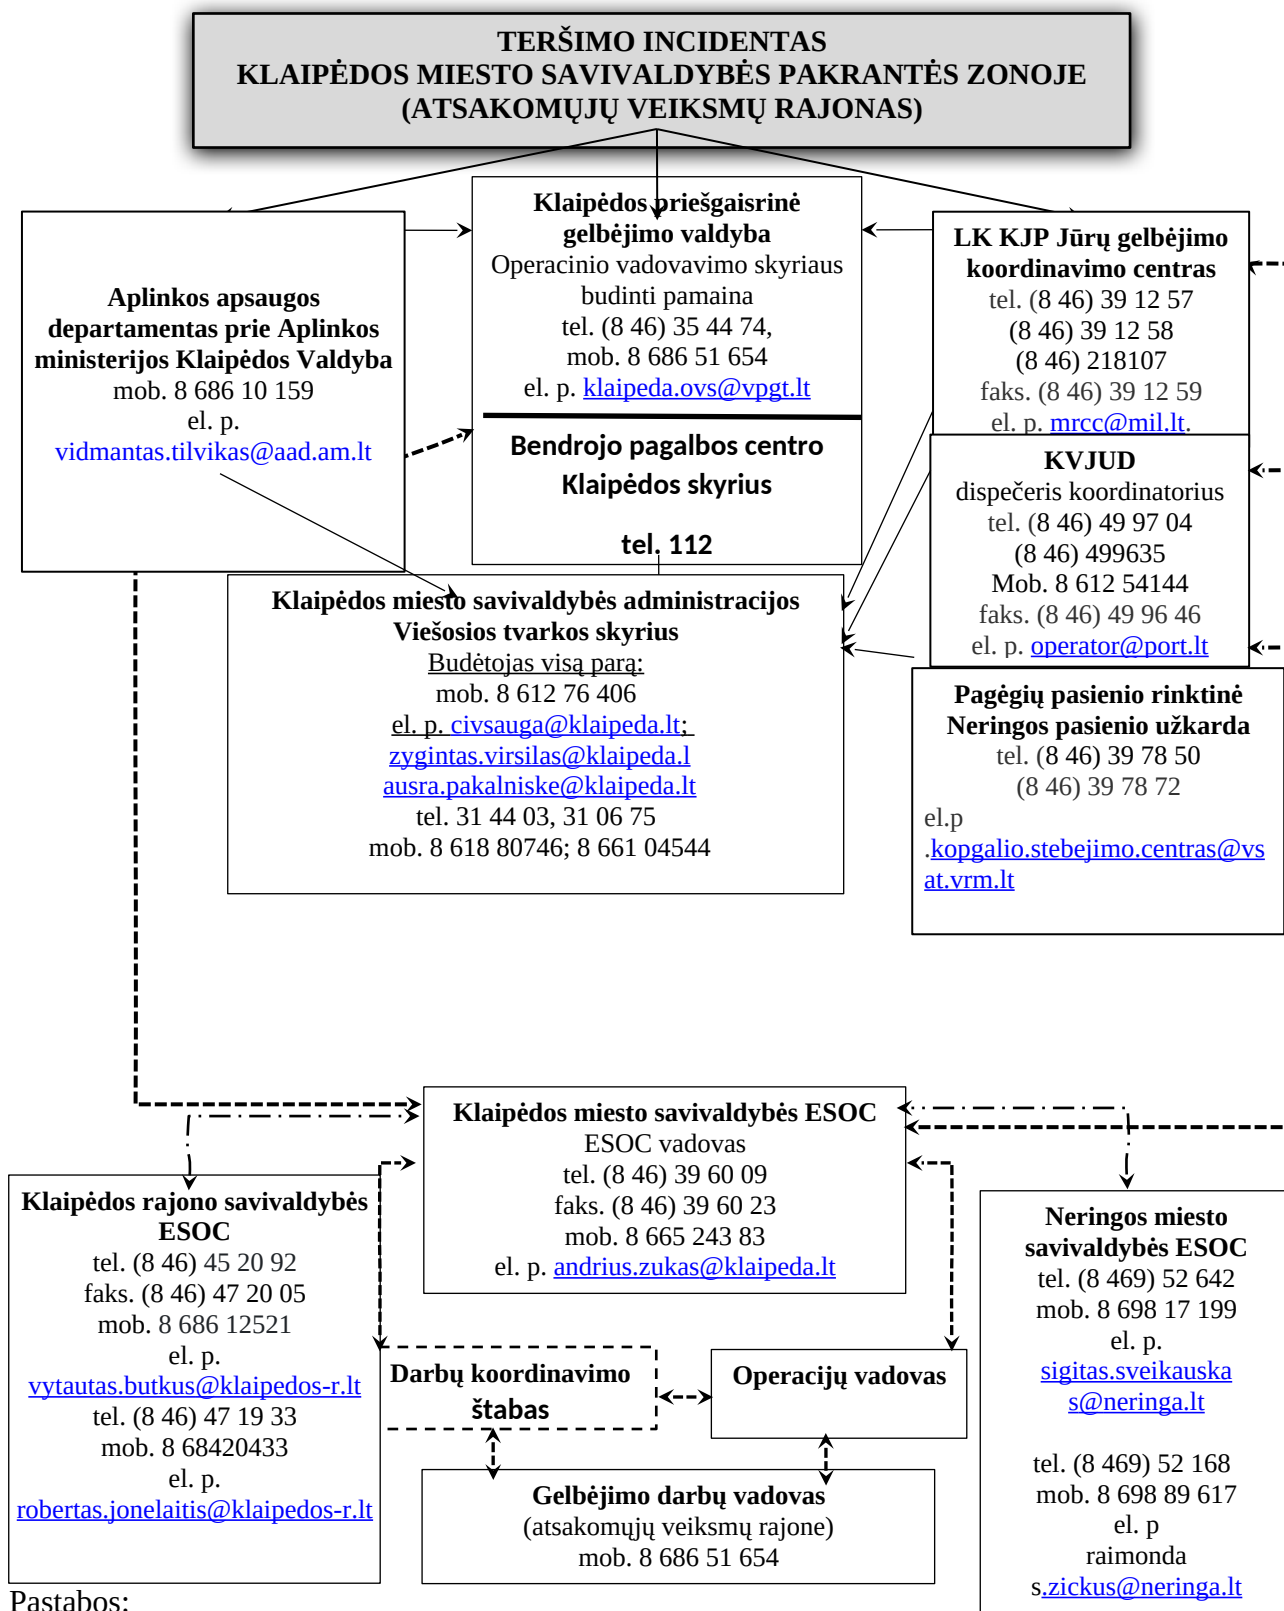 TERŠIMO INCIDENTAS
KLAIPĖDOS MIESTO SAVIVALDYBĖS PAKRANTĖS ZONOJE
(ATSAKOMŲJŲ VEIKSMŲ RAJONAS)
Aplinkos apsaugos
departamentas prie Aplinkos
ministerijos Klaipėdos Valdyba
mob. 8 686 10 159
el. p.
vidmantas.tilvikas@aad.am.lt
Klaipėdos priešgaisrinė
gelbėjimo valdyba
Operacinio vadovavimo skyriaus
budinti pamaina
tel. (8 46) 35 44 74,
mob. 8 686 51 654
el. p. klaipeda.ovs@vpgt.lt
Bendrojo pagalbos centro
Klaipėdos skyrius
tel. 112
LK KJP Jūrų gelbėjimo
koordinavimo centras
tel. (8 46) 39 12 57
(8 46) 39 12 58
(8 46) 218107
faks. (8 46) 39 12 59
el. p. mrcc@mil.lt.
KVJUD
dispečeris koordinatorius
tel. (8 46) 49 97 04
(8 46) 499635
Mob. 8 612 54144
faks. (8 46) 49 96 46
el. p. operator@port.lt
Klaipėdos miesto savivaldybės administracijos
Viešosios tvarkos skyrius
Budėtojas visą parą:
mob. 8 612 76 406
el. p. civsauga@klaipeda.lt;
zygintas.virsilas@klaipeda.l
ausra.pakalniske@klaipeda.lt
tel. 31 44 03, 31 06 75
mob. 8 618 80746; 8 661 04544
Pagėgių pasienio rinktinė
Neringos pasienio užkarda
tel. (8 46) 39 78 50
(8 46) 39 78 72
el.p
.kopgalio.stebejimo.centras@vs
at.vrm.lt
Klaipėdos miesto savivaldybės ESOC
ESOC vadovas
tel. (8 46) 39 60 09
faks. (8 46) 39 60 23
mob. 8 665 243 83
el. p. andrius.zukas@klaipeda.lt
Klaipėdos rajono savivaldybės
ESOC
tel. (8 46) 45 20 92
faks. (8 46) 47 20 05
mob. 8 686 12521
el. p.
vytautas.butkus@klaipedos-r.lt
tel. (8 46) 47 19 33
mob. 8 68420433
el. p.
robertas.jonelaitis@klaipedos-r.lt
Darbų koordinavimo
štabas
Operacijų vadovas
Gelbėjimo darbų vadovas
(atsakomųjų veiksmų rajone)
mob. 8 686 51 654
Neringos miesto
savivaldybės ESOC
tel. (8 469) 52 642
mob. 8 698 17 199
el. p.
sigitas.sveikauska
s@neringa.lt
tel. (8 469) 52 168
mob. 8 698 89 617
el. p
raimonda
s.zickus@neringa.lt
Pastabos: